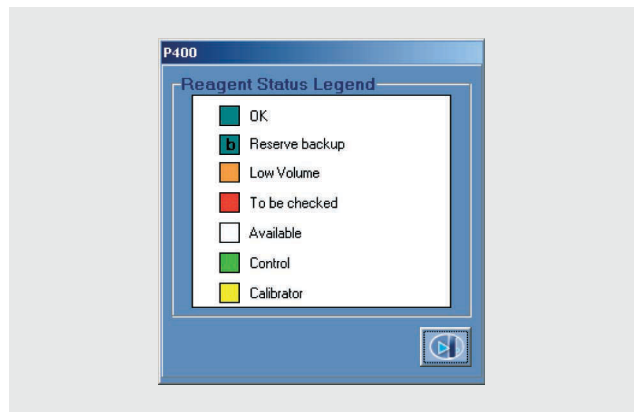 P400
Reagent Status Legend
OK
b Reserve backup
Low Volume
To be checked
Available
Control
Calibrator